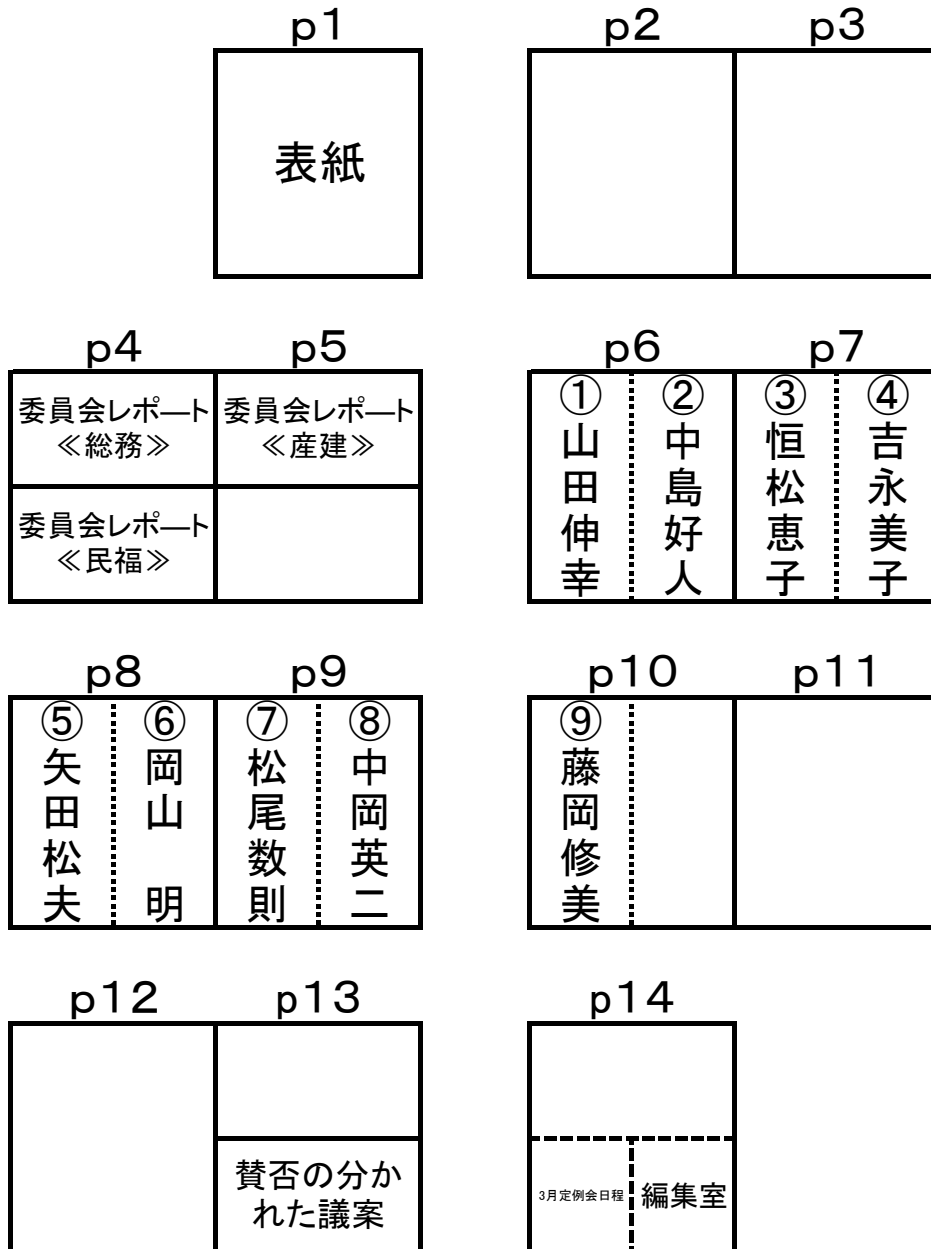 p1
p2
p3
表紙
p4
p5
委員会レポート
≪総務≫
委員会レポート
≪産建≫
委員会レポート
≪民福≫
p6
p7
①山田伸幸
②中島好人
③恒松恵子
④吉永美子
p8
p9
⑤矢田松夫
⑥岡山　明
⑦松尾数則
⑧中岡英二
p10
p11
⑨藤岡修美
p12
p13
賛否の分か
れた議案
p14
3月定例会日程
編集室